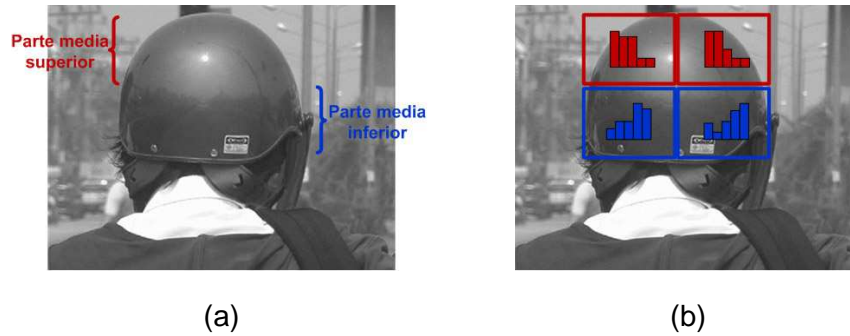 Parte media
superior
Parte media
inferior
(a)
(b)